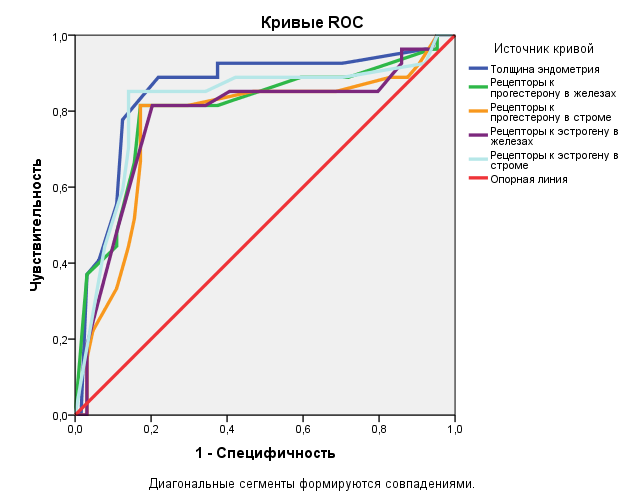 Кривые ROC
Источник кривой
Толщина эндометрия
Рецепторы к
прогестерону в железах
Рецепторы к
прогестерону в строме
Рецепторы к эстрогену в
железах
Рецепторы к эстрогену в
строме
Опорная линия
Чувствительность
1,0
0,8
0,6
0,4
0,2
0,0
0,0 0,2 0,4 0,6 0,8 1,0
1 - Специфичность
Диагональные сегменты формируются совпадениями.